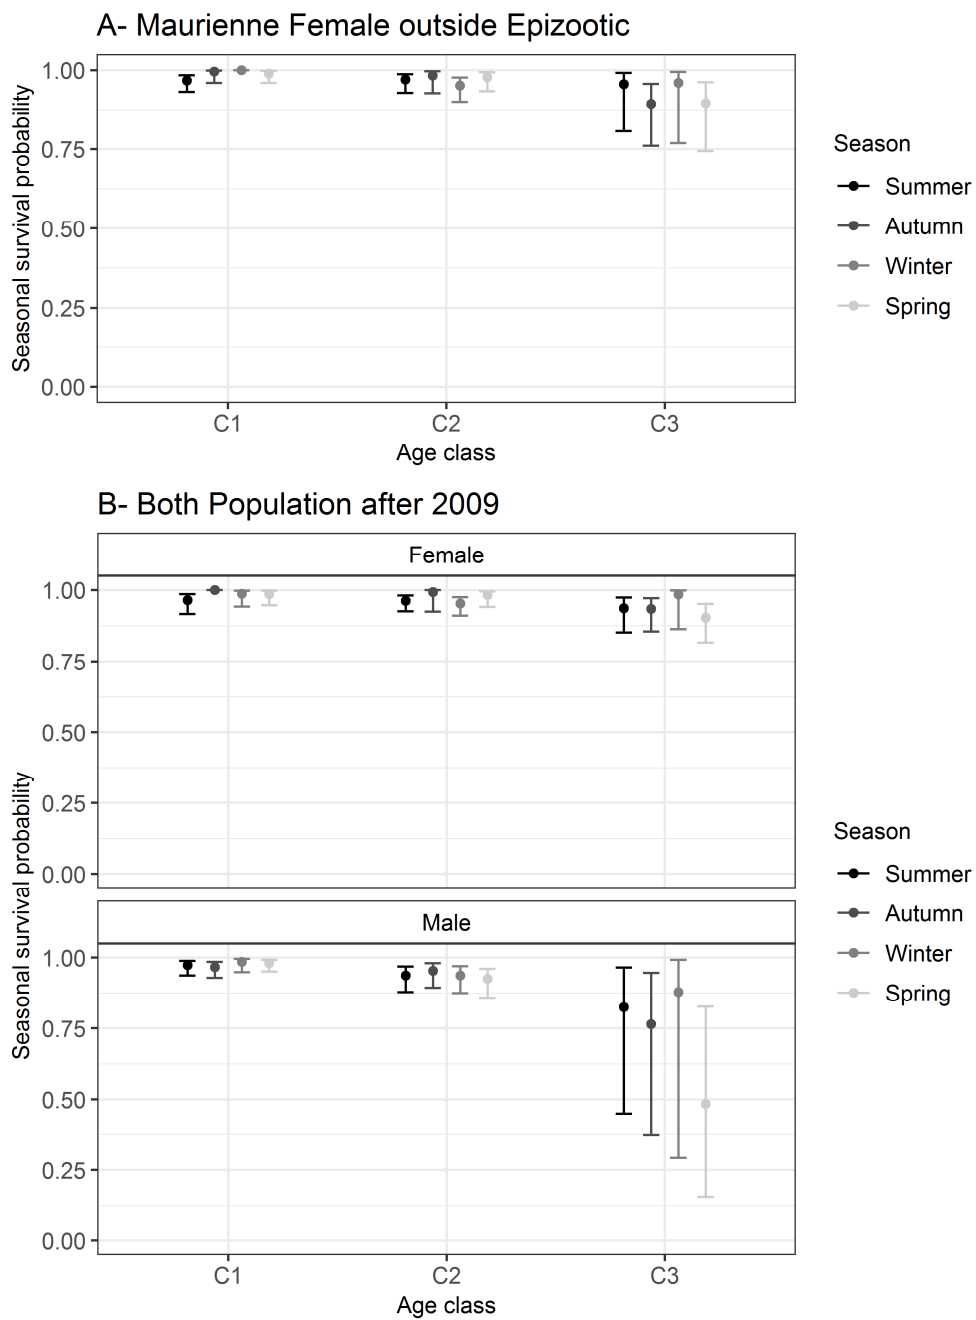 A- Maurienne Female outside Epizootic
Seasonal survival probability
1.00
0.75
0.50
0.25
0.00
C1 C2 C3
Age class
Season
Summer
Autumn
Winter
Spring
B- Both Population after 2009
Seasonal survival probability
Female
1.00
0.75
0.50
0.25
0.00
Male
1.00
0.75
0.50
0.25
0.00
C1 C2 C3
Age class
Season
Summer
Autumn
Winter
Spring